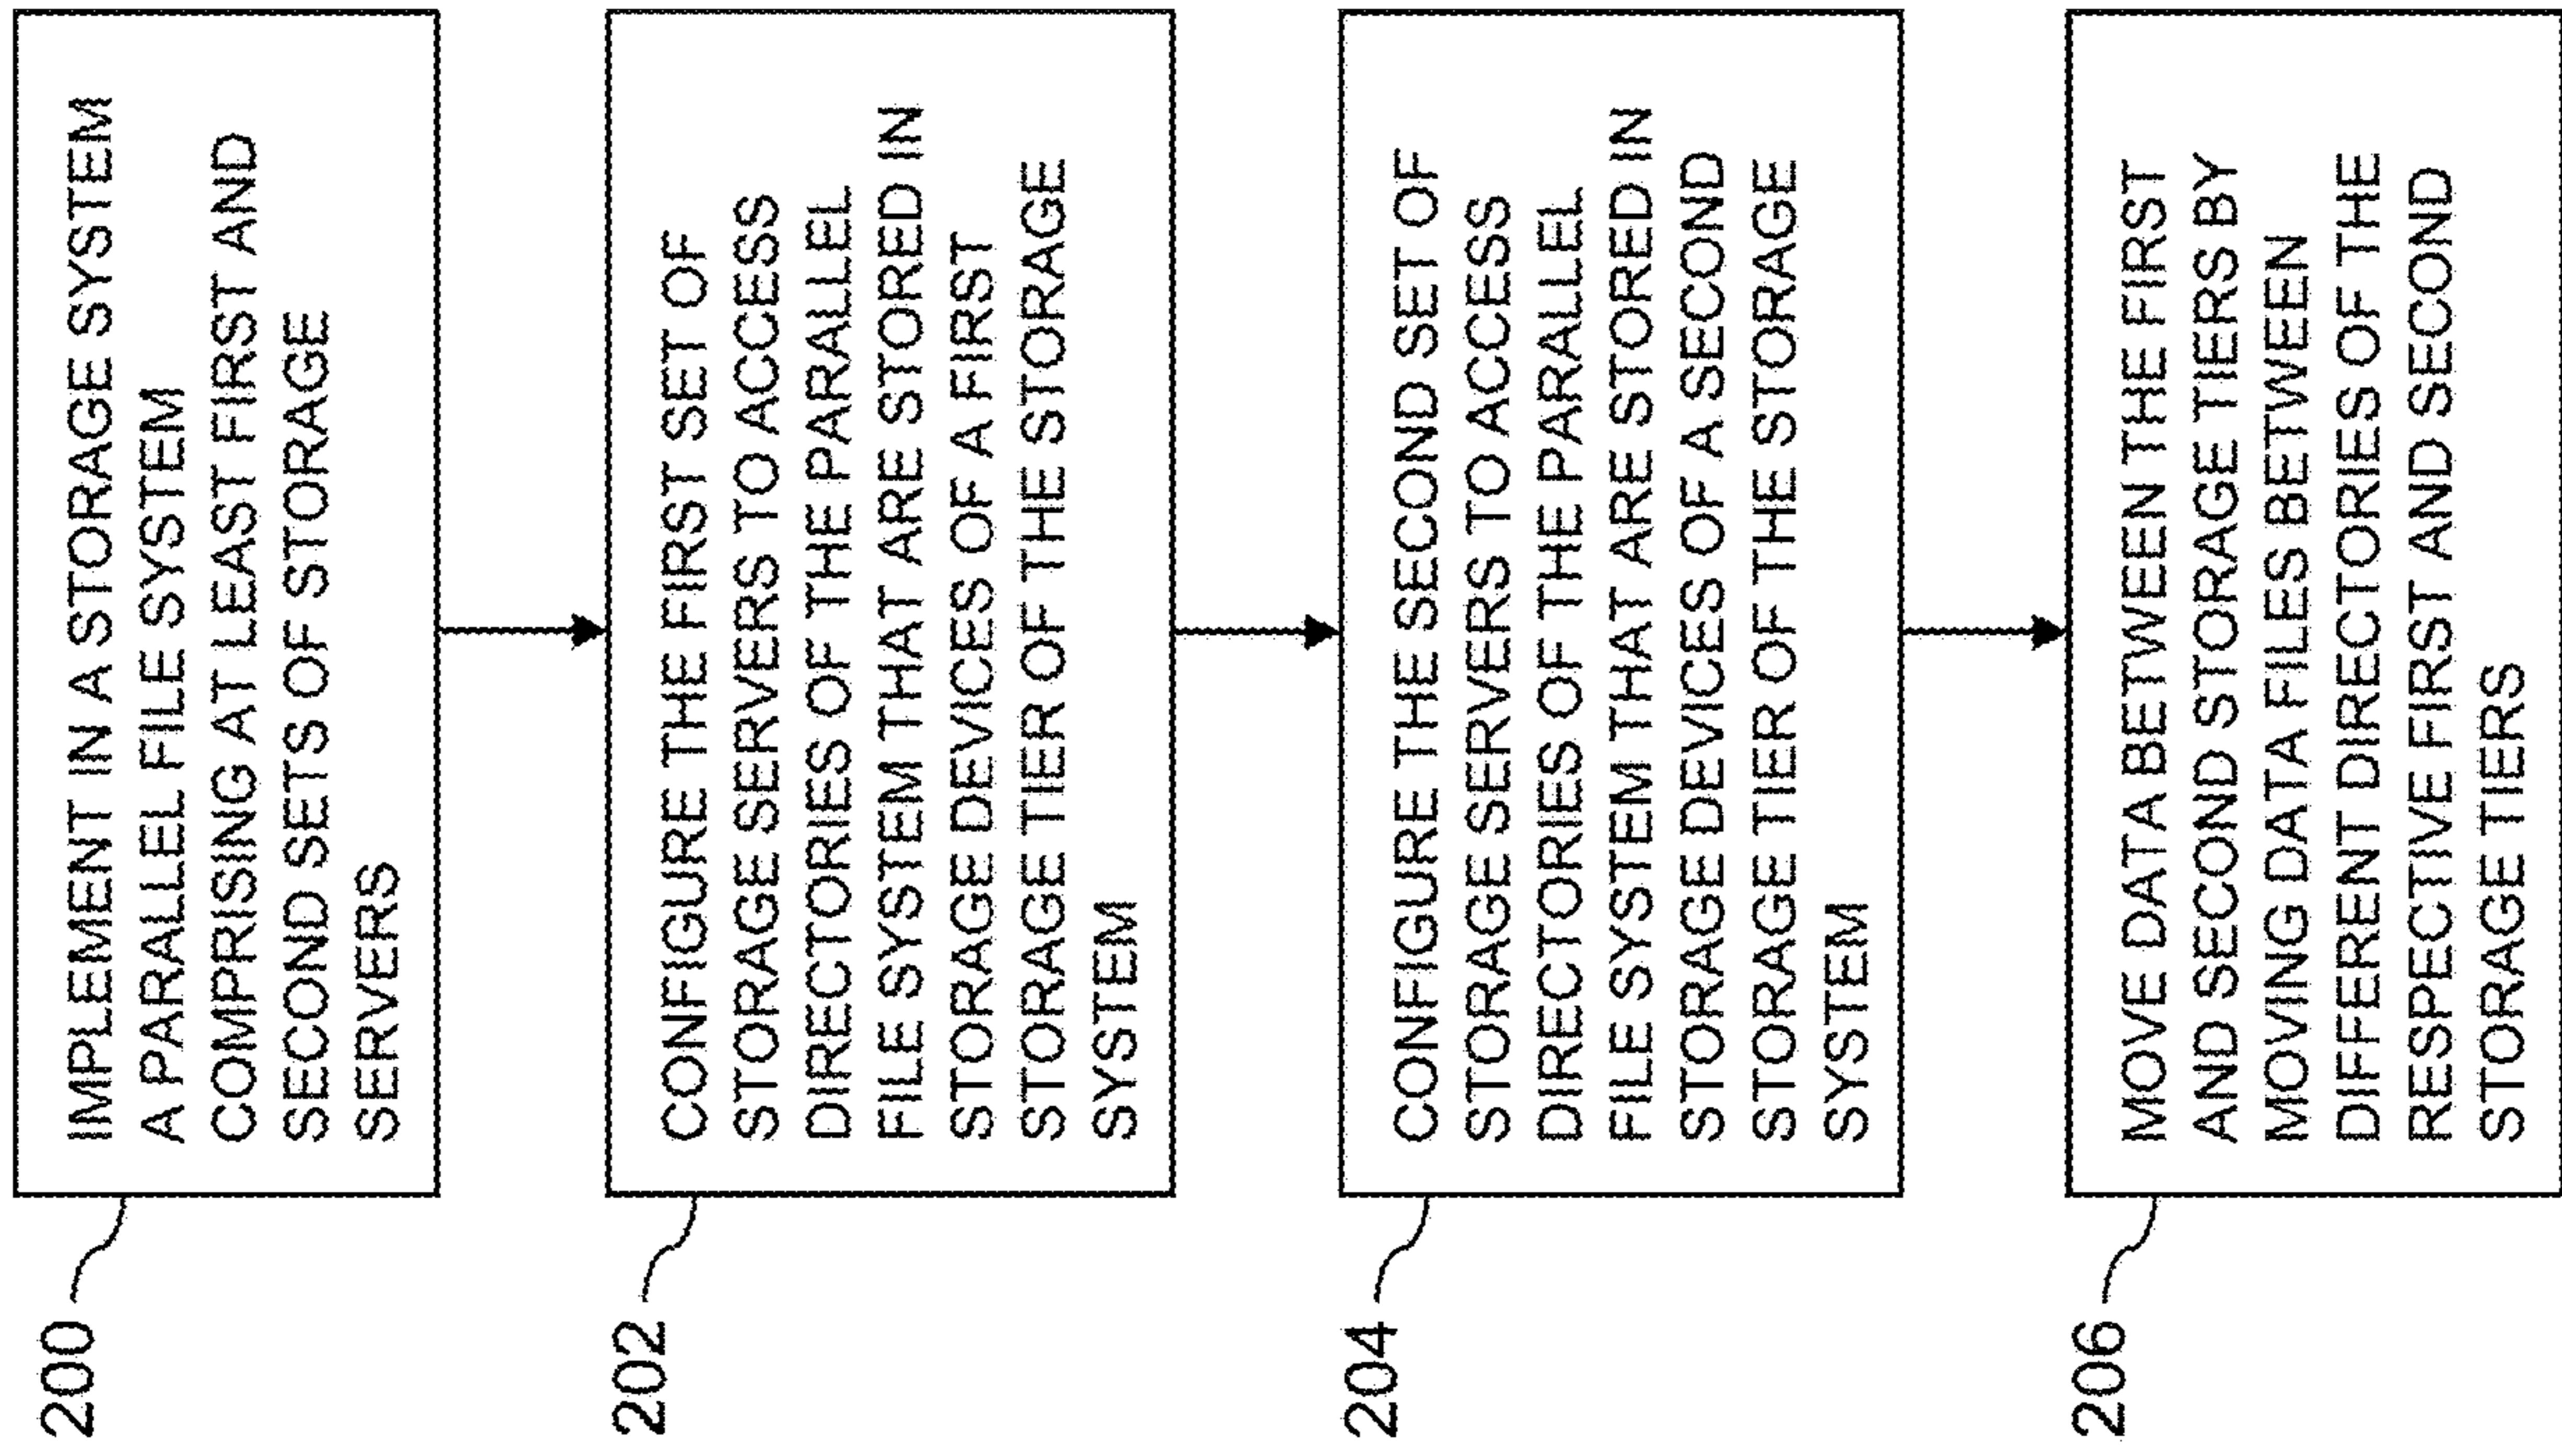 200
IMPLEMENT IN A STORAGE SYSTEM
A PARALLEL FILE SYSTEM
COMPRISING AT LEAST FIRST AND
SECOND SETS OF STORAGE
SERVERS
202
CONFIGURE THE FIRST SET OF
STORAGE SERVERS TO ACCESS
DIRECTORIES OF THE PARALLEL
FILE SYSTEM THAT ARE STORED IN
STORAGE DEVICES OF A FIRST
STORAGE TIER OF THE STORAGE
SYSTEM
204
CONFIGURE THE SECOND SET OF
STORAGE SERVERS TO ACCESS
DIRECTORIES OF THE PARALLEL
FILE SYSTEM THAT ARE STORED IN
STORAGE DEVICES OF A SECOND
STORAGE TIER OF THE STORAGE
SYSTEM
206
MOVE DATA BETWEEN THE FIRST
AND SECOND STORAGE TIERS BY
MOVING DATA FILES BETWEEN
DIFFERENT DIRECTORIES OF THE
RESPECTIVE FIRST AND SECOND
STORAGE TIERS